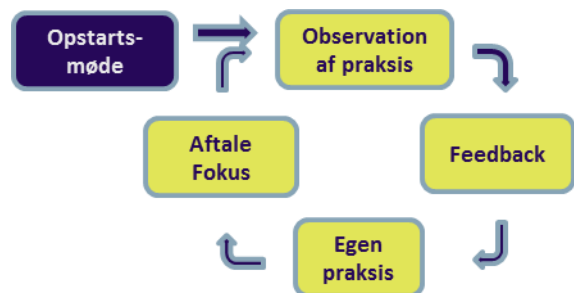 Opstarts-
møde
Observation
af praksis
Feedback
Egen
praksis
Aftale
Fokus